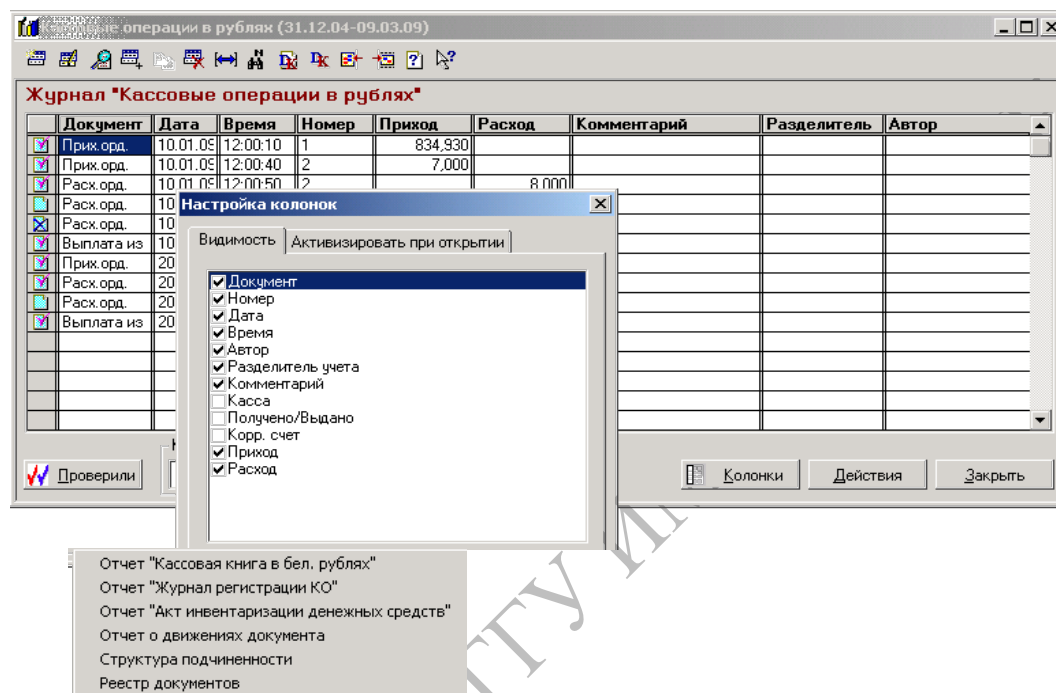 Кассовые операции в рублях (31.12.04-09.03.09)
Журнал "Кассовые операции в рублях"
Документ Дата Время Номер Приход Расход Комментарий Разделитель Автор
Прих.орд. 10.01.09 12:00:10 1 834,930
Прих.орд. 10.01.09 12:00:40 2 7,000
Расх.орд. 10.01.09 12:00:50 2 8,000
Расх.орд. 10
Расх.орд. 10
Выплата из 10
Прих.орд. 20
Расх.орд. 20
Расх.орд. 20
Выплата из 20
Настройка колонок
Видимость Активизировать при открытии
Документ
Номер
Дата
Время
Автор
Разделитель учета
Комментарий
Касса
Получено/Выдано
Корр. счет
Приход
Расход
Проверили Колонки Действия Закрыть
Отчет "Кассовая книга в бел. рублях"
Отчет "Журнал регистрации КО"
Отчет "Акт инвентаризации денежных средств"
Отчет о движениях документа
Структура подчиненности
Реестр документов